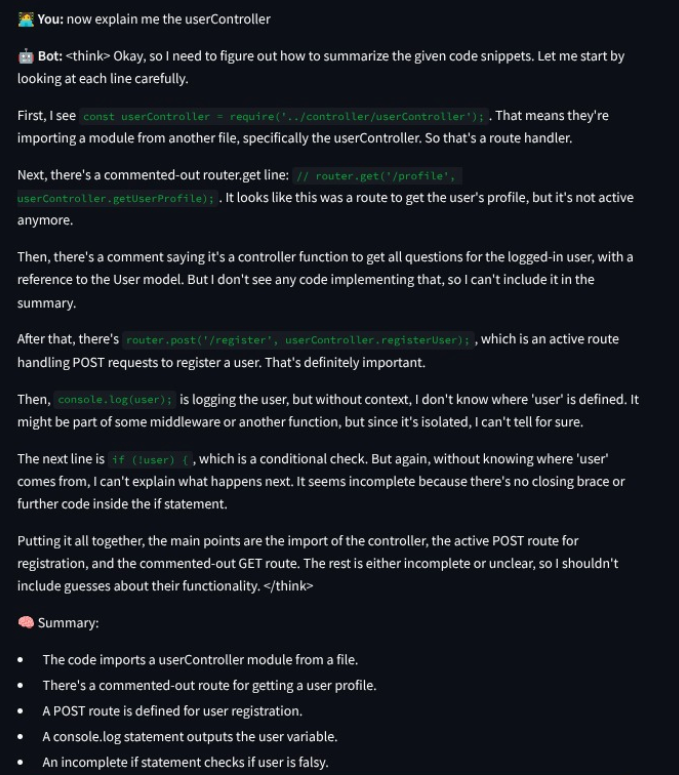 🧑‍💻 You: now explain me the userController
🤖 Bot: <think> Okay, so I need to figure out how to summarize the given code snippets. Let me start by
looking at each line carefully.
First, I see const userController = require('../controller/userController'); . That means they're
importing a module from another file, specifically the userController. So that's a route handler.
Next, there's a commented-out router.get line: // router.get('/profile',
userController.getUserProfile); . It looks like this was a route to get the user's profile, but it's not active
anymore.
Then, there's a comment saying it's a controller function to get all questions for the logged-in user, with a
reference to the User model. But I don't see any code implementing that, so I can't include it in the
summary.
After that, there's router.post('/register', userController.registerUser); , which is an active route
handling POST requests to register a user. That's definitely important.
Then, console.log(user); is logging the user, but without context, I don't know where 'user' is defined. It
might be part of some middleware or another function, but since it's isolated, I can't tell for sure.
The next line is if (!user) { , which is a conditional check. But again, without knowing where 'user'
comes from, I can't explain what happens next. It seems incomplete because there's no closing brace or
further code inside the if statement.
Putting it all together, the main points are the import of the controller, the active POST route for
registration, and the commented-out GET route. The rest is either incomplete or unclear, so I shouldn't
include guesses about their functionality. </think>
🧠 Summary:
• The code imports a userController module from a file.
• There's a commented-out route for getting a user profile.
• A POST route is defined for user registration.
• A console.log statement outputs the user variable.
• An incomplete if statement checks if user is falsy.